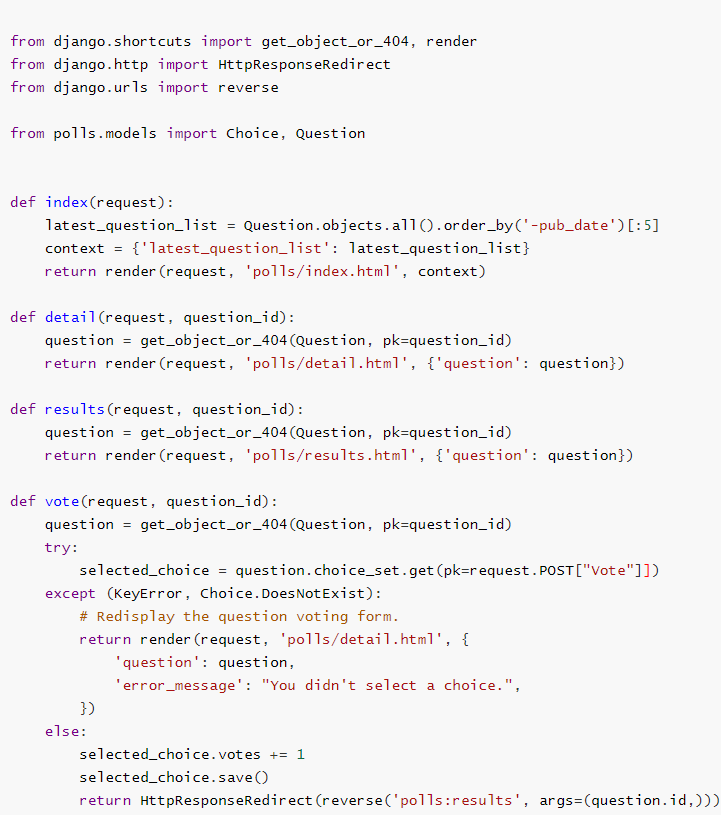 from django.shortcuts import get_object_or_404, render
from django.http import HttpResponseRedirect
from django.urls import reverse

from polls.models import Choice, Question


def index(request):
    latest_question_list = Question.objects.all().order_by('-pub_date')[:5]
    context = {'latest_question_list': latest_question_list}
    return render(request, 'polls/index.html', context)

def detail(request, question_id):
    question = get_object_or_404(Question, pk=question_id)
    return render(request, 'polls/detail.html', {'question': question})

def results(request, question_id):
    question = get_object_or_404(Question, pk=question_id)
    return render(request, 'polls/results.html', {'question': question})

def vote(request, question_id):
    question = get_object_or_404(Question, pk=question_id)
    try:
        selected_choice = question.choice_set.get(pk=request.POST["Vote"]])
    except (KeyError, Choice.DoesNotExist):
        # Redisplay the question voting form.
        return render(request, 'polls/detail.html', {
            'question': question,
            'error_message': "You didn't select a choice.",
        })
    else:
        selected_choice.votes += 1
        selected_choice.save()
        return HttpResponseRedirect(reverse('polls:results', args=(question.id,)))